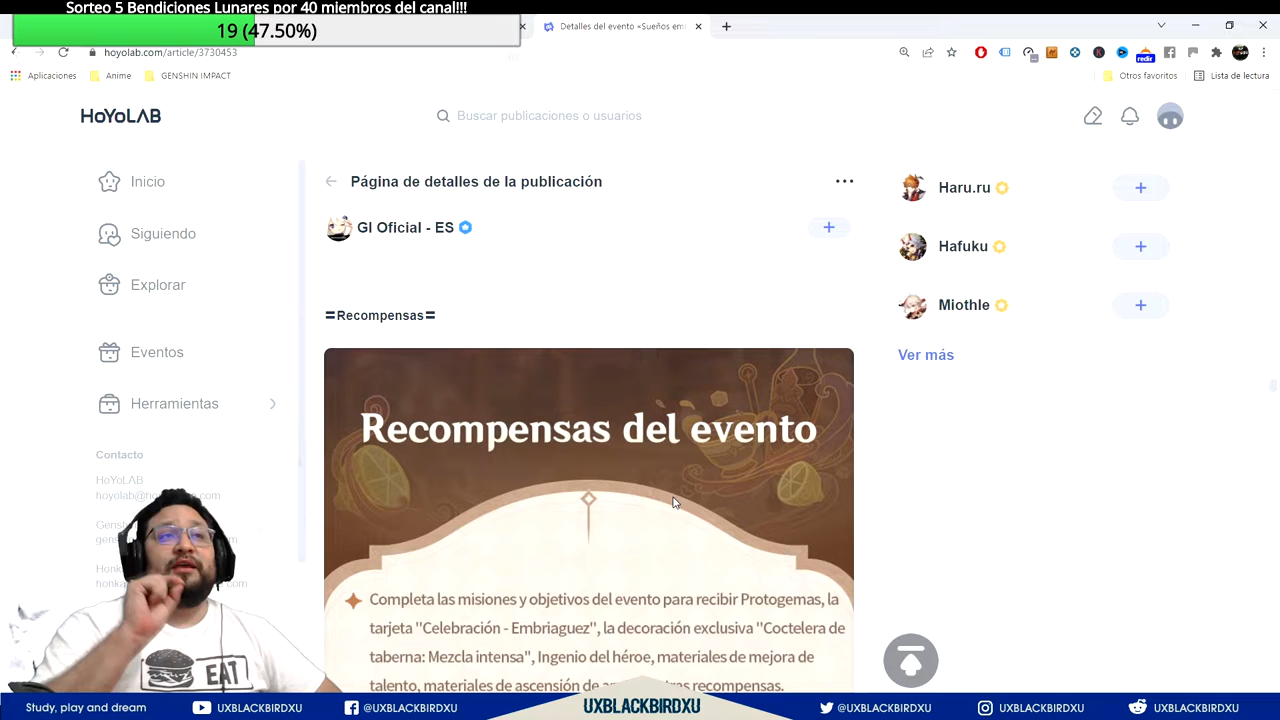 Sorteo 5 Bendiciones Lunares por 40 miembros del canal!!!
19 (47.50%)
Detalles del evento «Sueños em
hoyolab.com/article/3730453
Aplicaciones
Anime
GENSHIN IMPACT
redir
Otros favoritos
Lista de lectura
HoYoLAB
Buscar publicaciones o usuarios
Inicio
Siguiendo
Explorar
Eventos
Herramientas
Contacto
HoYoLAB
Página de detalles de la publicación
GI Oficial - ES
=Recompensas=
Recompensas del evento
Completa las misiones y objetivos del evento para recibir Protogemas, la
tarjeta "Celebración - Embriaguez", la decoración exclusiva "Coctelera de
taberna: Mezcla intensa", Ingenio del héroe, materiales de mejora de
talento, materiales de ascensión de recompensas.
Haru.ru
Hafuku
Miothle
Ver más
EAT
Study, play and dream
UXBLACKBIRDXU
@UXBLACKBIRDXU
UXBLACKBIRDXU
@UXBLACKBIRDXU
UXBLACKBIRDXU
UXBLACKBIRDXU